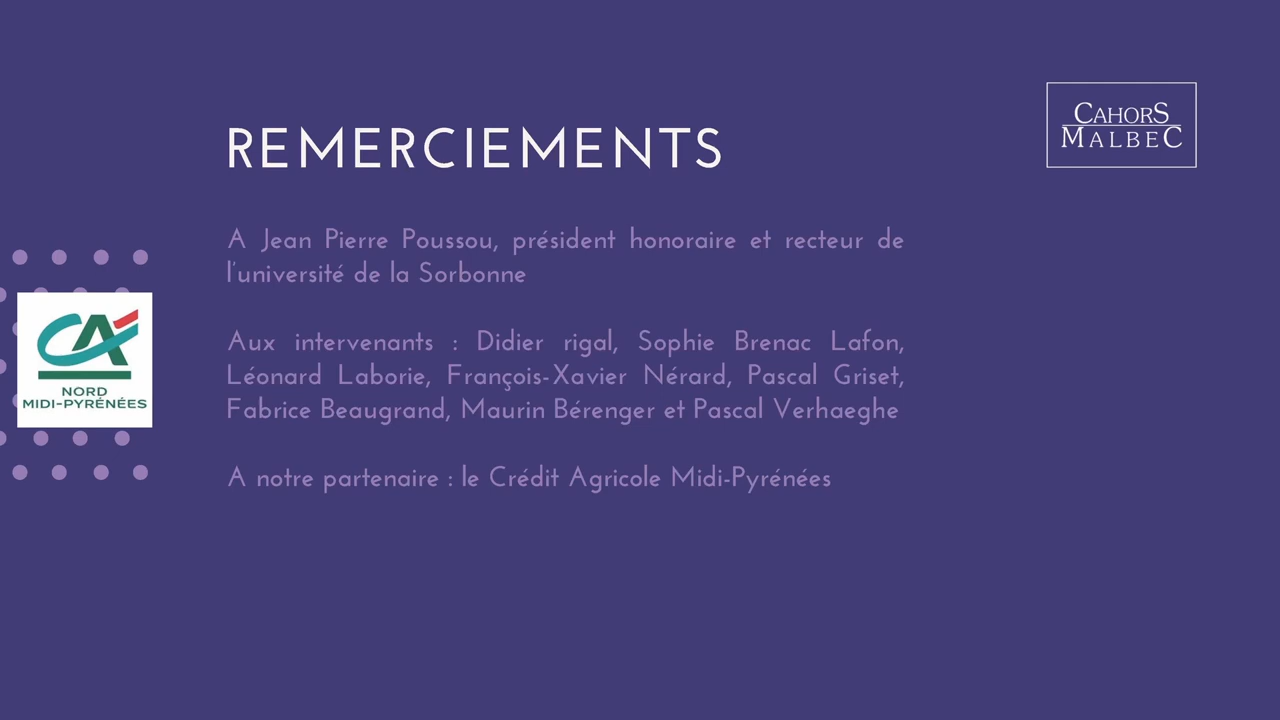 CAHORS
MALBEC
REMERCIEMENTS
A Jean Pierre Poussou, président honoraire et recteur de
l'université de la Sorbonne
Aux intervenants : Didier rigal, Sophie Brenac Lafon,
Léonard Laborie, François-Xavier Nérard, Pascal Griset,
Fabrice Beaugrand, Maurin Bérenger et Pascal Verhaeghe
A notre partenaire : le Crédit Agricole Midi-Pyrénées
CA
NORD
MIDI-PYRÉNÉES